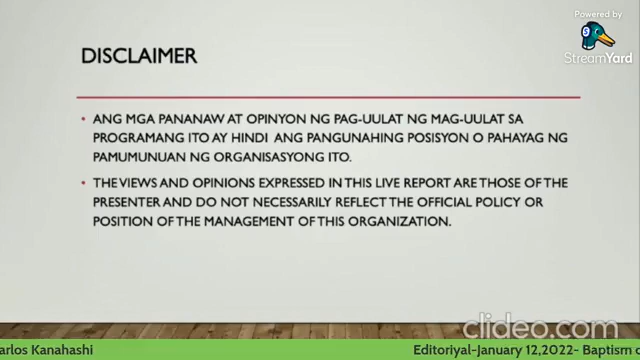 Powered by
StreamYard
DISCLAIMER
• ANG MGA PANANAW AT OPINYON NG PAG-UULAT NG MAG-UULAT SA
PROGRAMANG ITO AY HINDI ANG PANGUNAHING POSISYON O PAHAYAG NG
PAMUMUNUAN NG ORGANISASYONG ITO.
• THE VIEWS AND OPINIONS EXPRESSED IN THIS LIVE REPORT ARE THOSE OF THE
PRESENTER AND DO NOT NECESSARILY REFLECT THE OFFICIAL POLICY OR
POSITION OF THE MANAGEMENT OF THIS ORGANIZATION.
clideo.com
arlos Kanahashi Editoriyal-January 12,2022- Baptism o